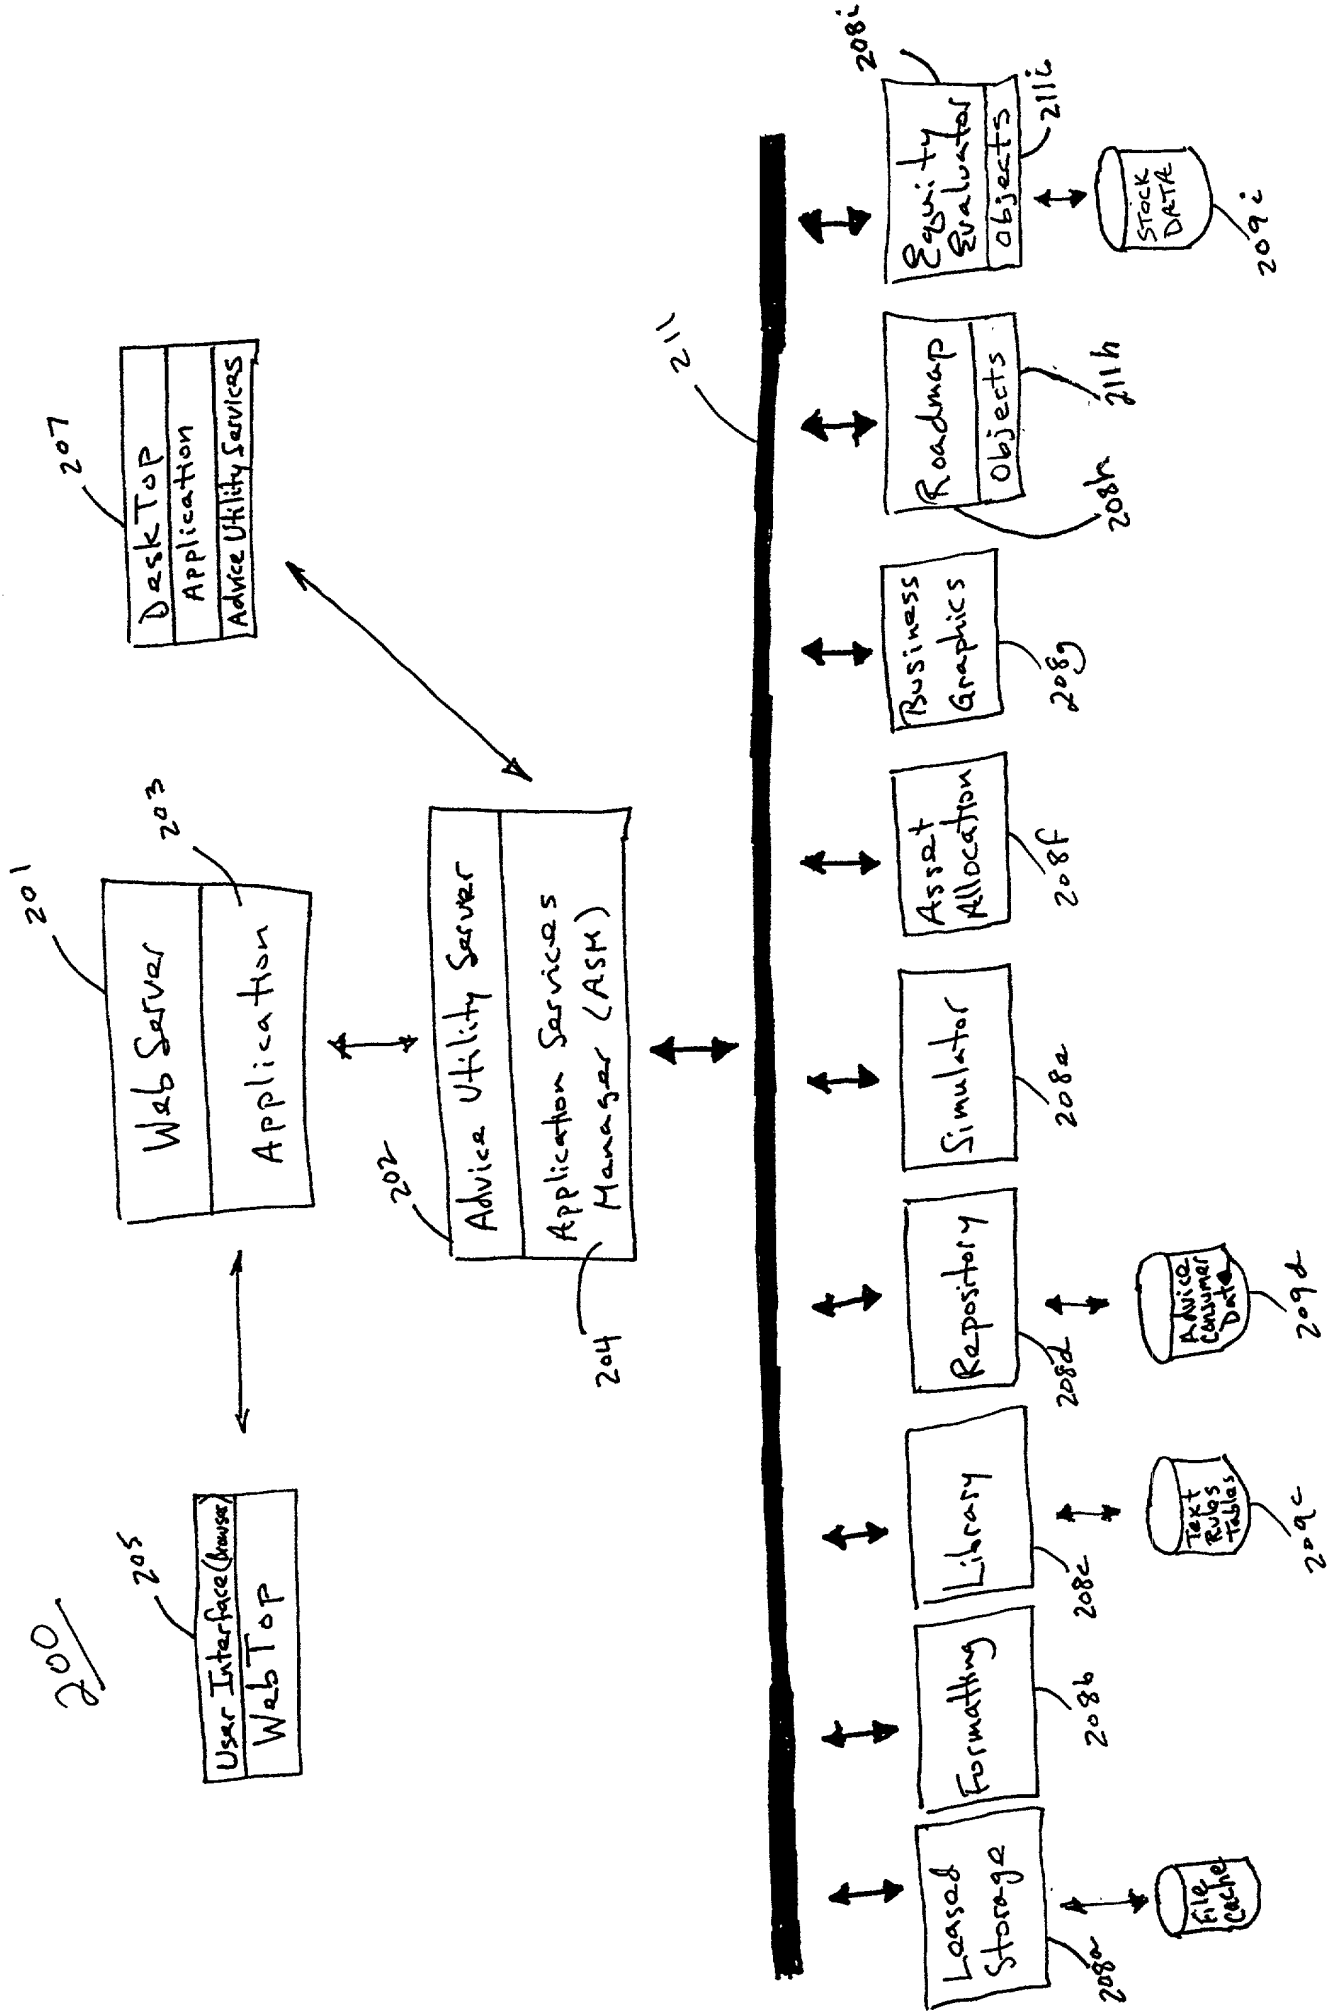 200
205
User Interface (Browser)
WebTop
201
Web Server
Application
203
207
DeskTop
Application
Advice Utility Services
202
Advice Utility Server
Application Services
Manager (ASM)
204
211
Leased
Storage
208a
File
Cache
Formatting
208b
Library
208c
Text
Rules
Tables
209c
Repository
208d
Advice
Consumer
Data
209d
Simulator
208e
Asset
Allocation
208f
Business
Graphics
208g
Roadmap
Objects
208h
211h
Equity
Evaluator
Objects
208i
211i
STOCK
DATA
209i